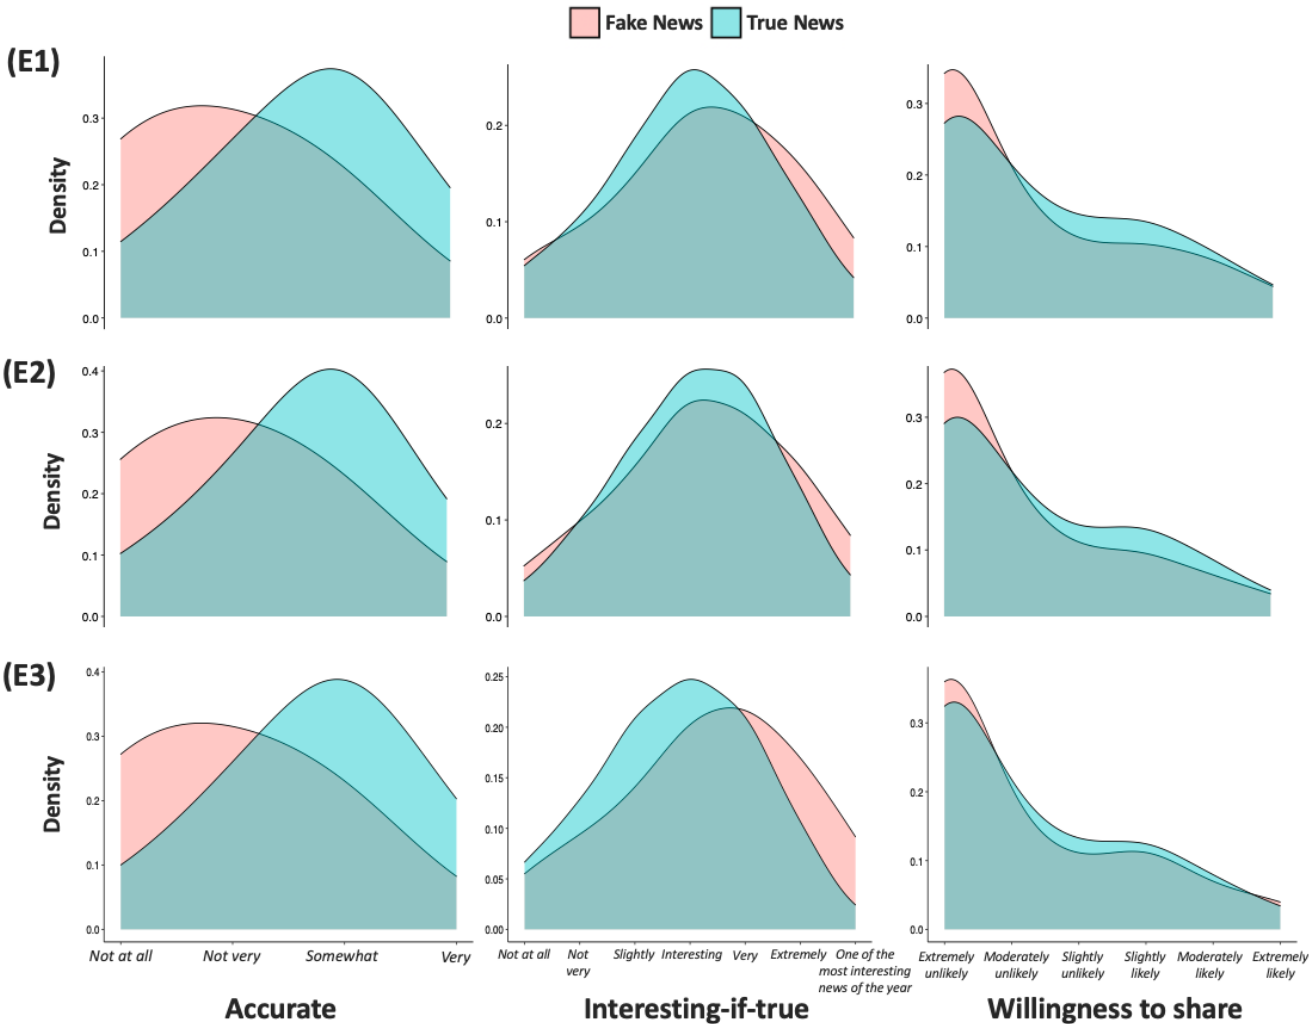 Fake News True News
(E1)
Density
0.3
0.2
0.1
0.0
0.2
0.1
0.0
0.3
0.2
0.1
0.0
(E2)
Density
0.4
0.3
0.2
0.1
0.0
0.2
0.1
0.0
0.3
0.2
0.1
0.0
(E3)
Density
0.4
0.3
0.2
0.1
0.0
0.25
0.20
0.15
0.10
0.05
0.00
0.3
0.2
0.1
0.0
Not at all Not very Somewhat Very
Accurate
Not at all Not Slightly Interesting Very Extremely One of the
very most interesting
news of the year
Interesting-if-true
Extremely Moderately Slightly Slightly Moderately Extremely
unlikely unlikely unlikely likely likely likely
Willingness to share